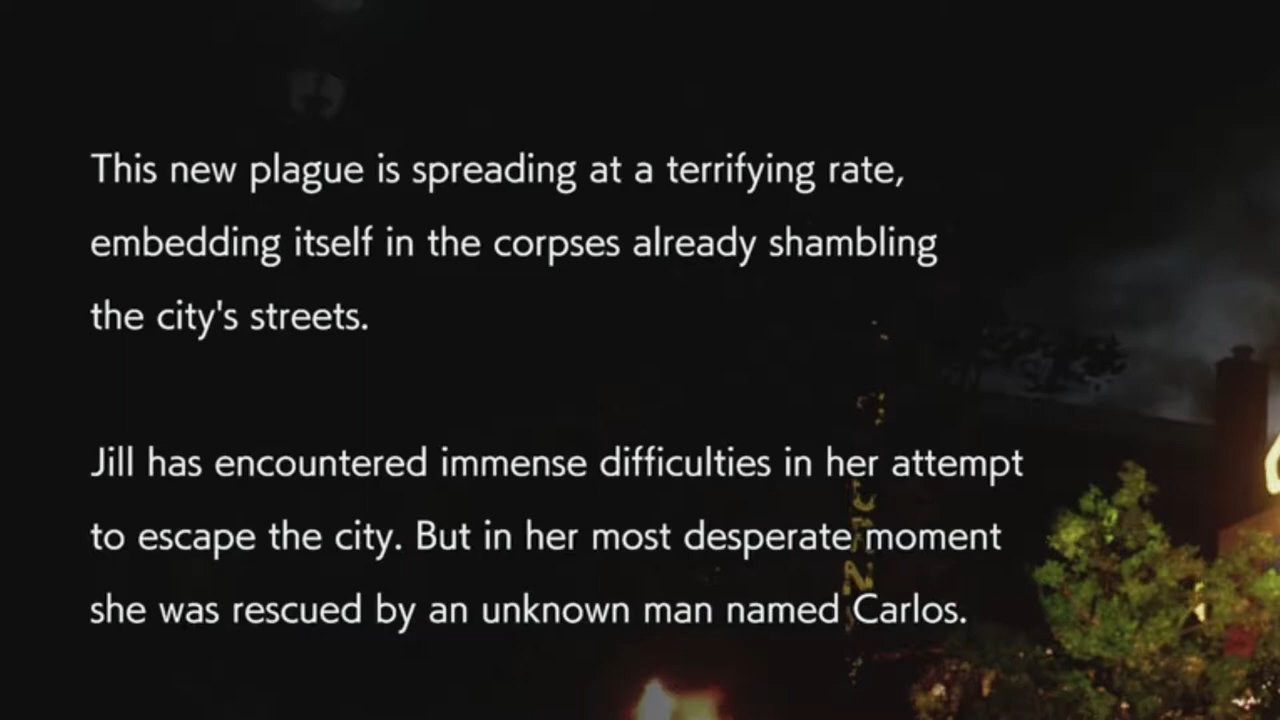 This new plague is spreading at a terrifying rate,
embedding itself in the corpses already shambling
the city's streets.
Jill has encountered immense difficulties in her attempt
to escape the city. But in her most desperate moment
she was rescued by an unknown man named Carlos.